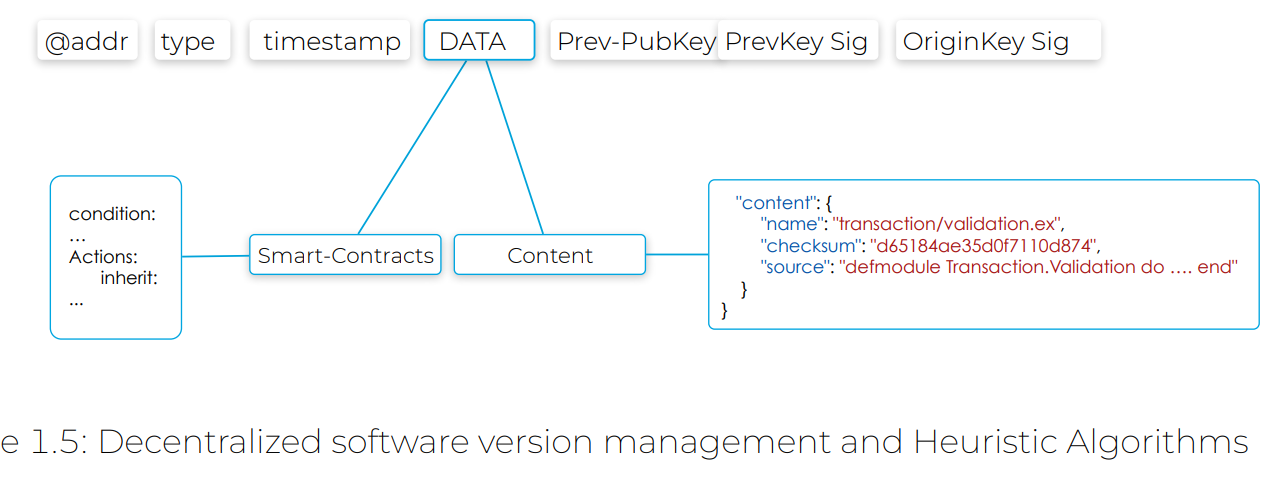 @addr type timestamp DATA Prev-PubKey PrevKey Sig OriginKey Sig
condition:
...
Actions:
inherit:
...
Smart-Contracts
Content
"content": {
"name": "transaction/validation.ex",
"checksum": "d65184ae35d0f7110d874",
"source": "defmodule Transaction.Validation do .... end"
}
}
e 1.5: Decentralized software version management and Heuristic Algorithms